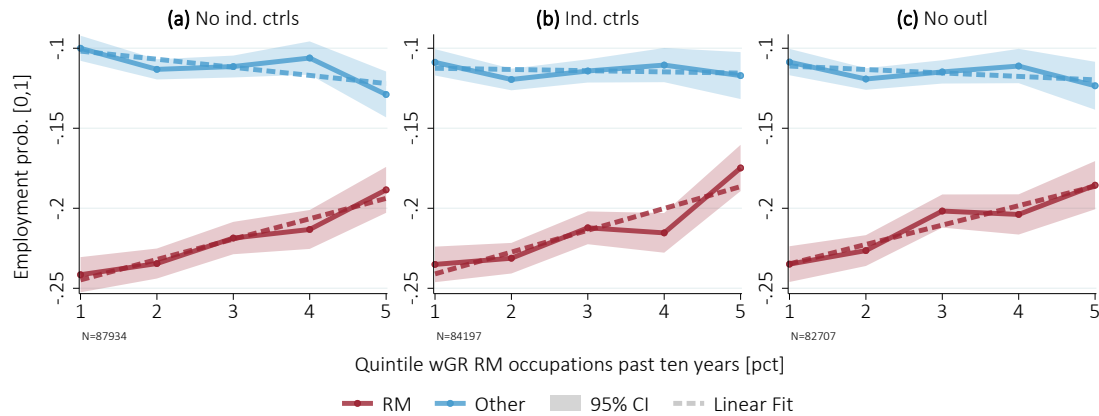 (a) No ind. ctrls
(b) Ind. ctrls
(c) No outl
Employment prob. [0,1]
-.1
-.15
-.2
-.25
1 2 3 4 5
N=87934
-.1
-.15
-.2
-.25
1 2 3 4 5
N=84197
-.1
-.15
-.2
-.25
1 2 3 4 5
N=82707
Quintile wGR RM occupations past ten years [pct]
RM Other 95% CI Linear Fit